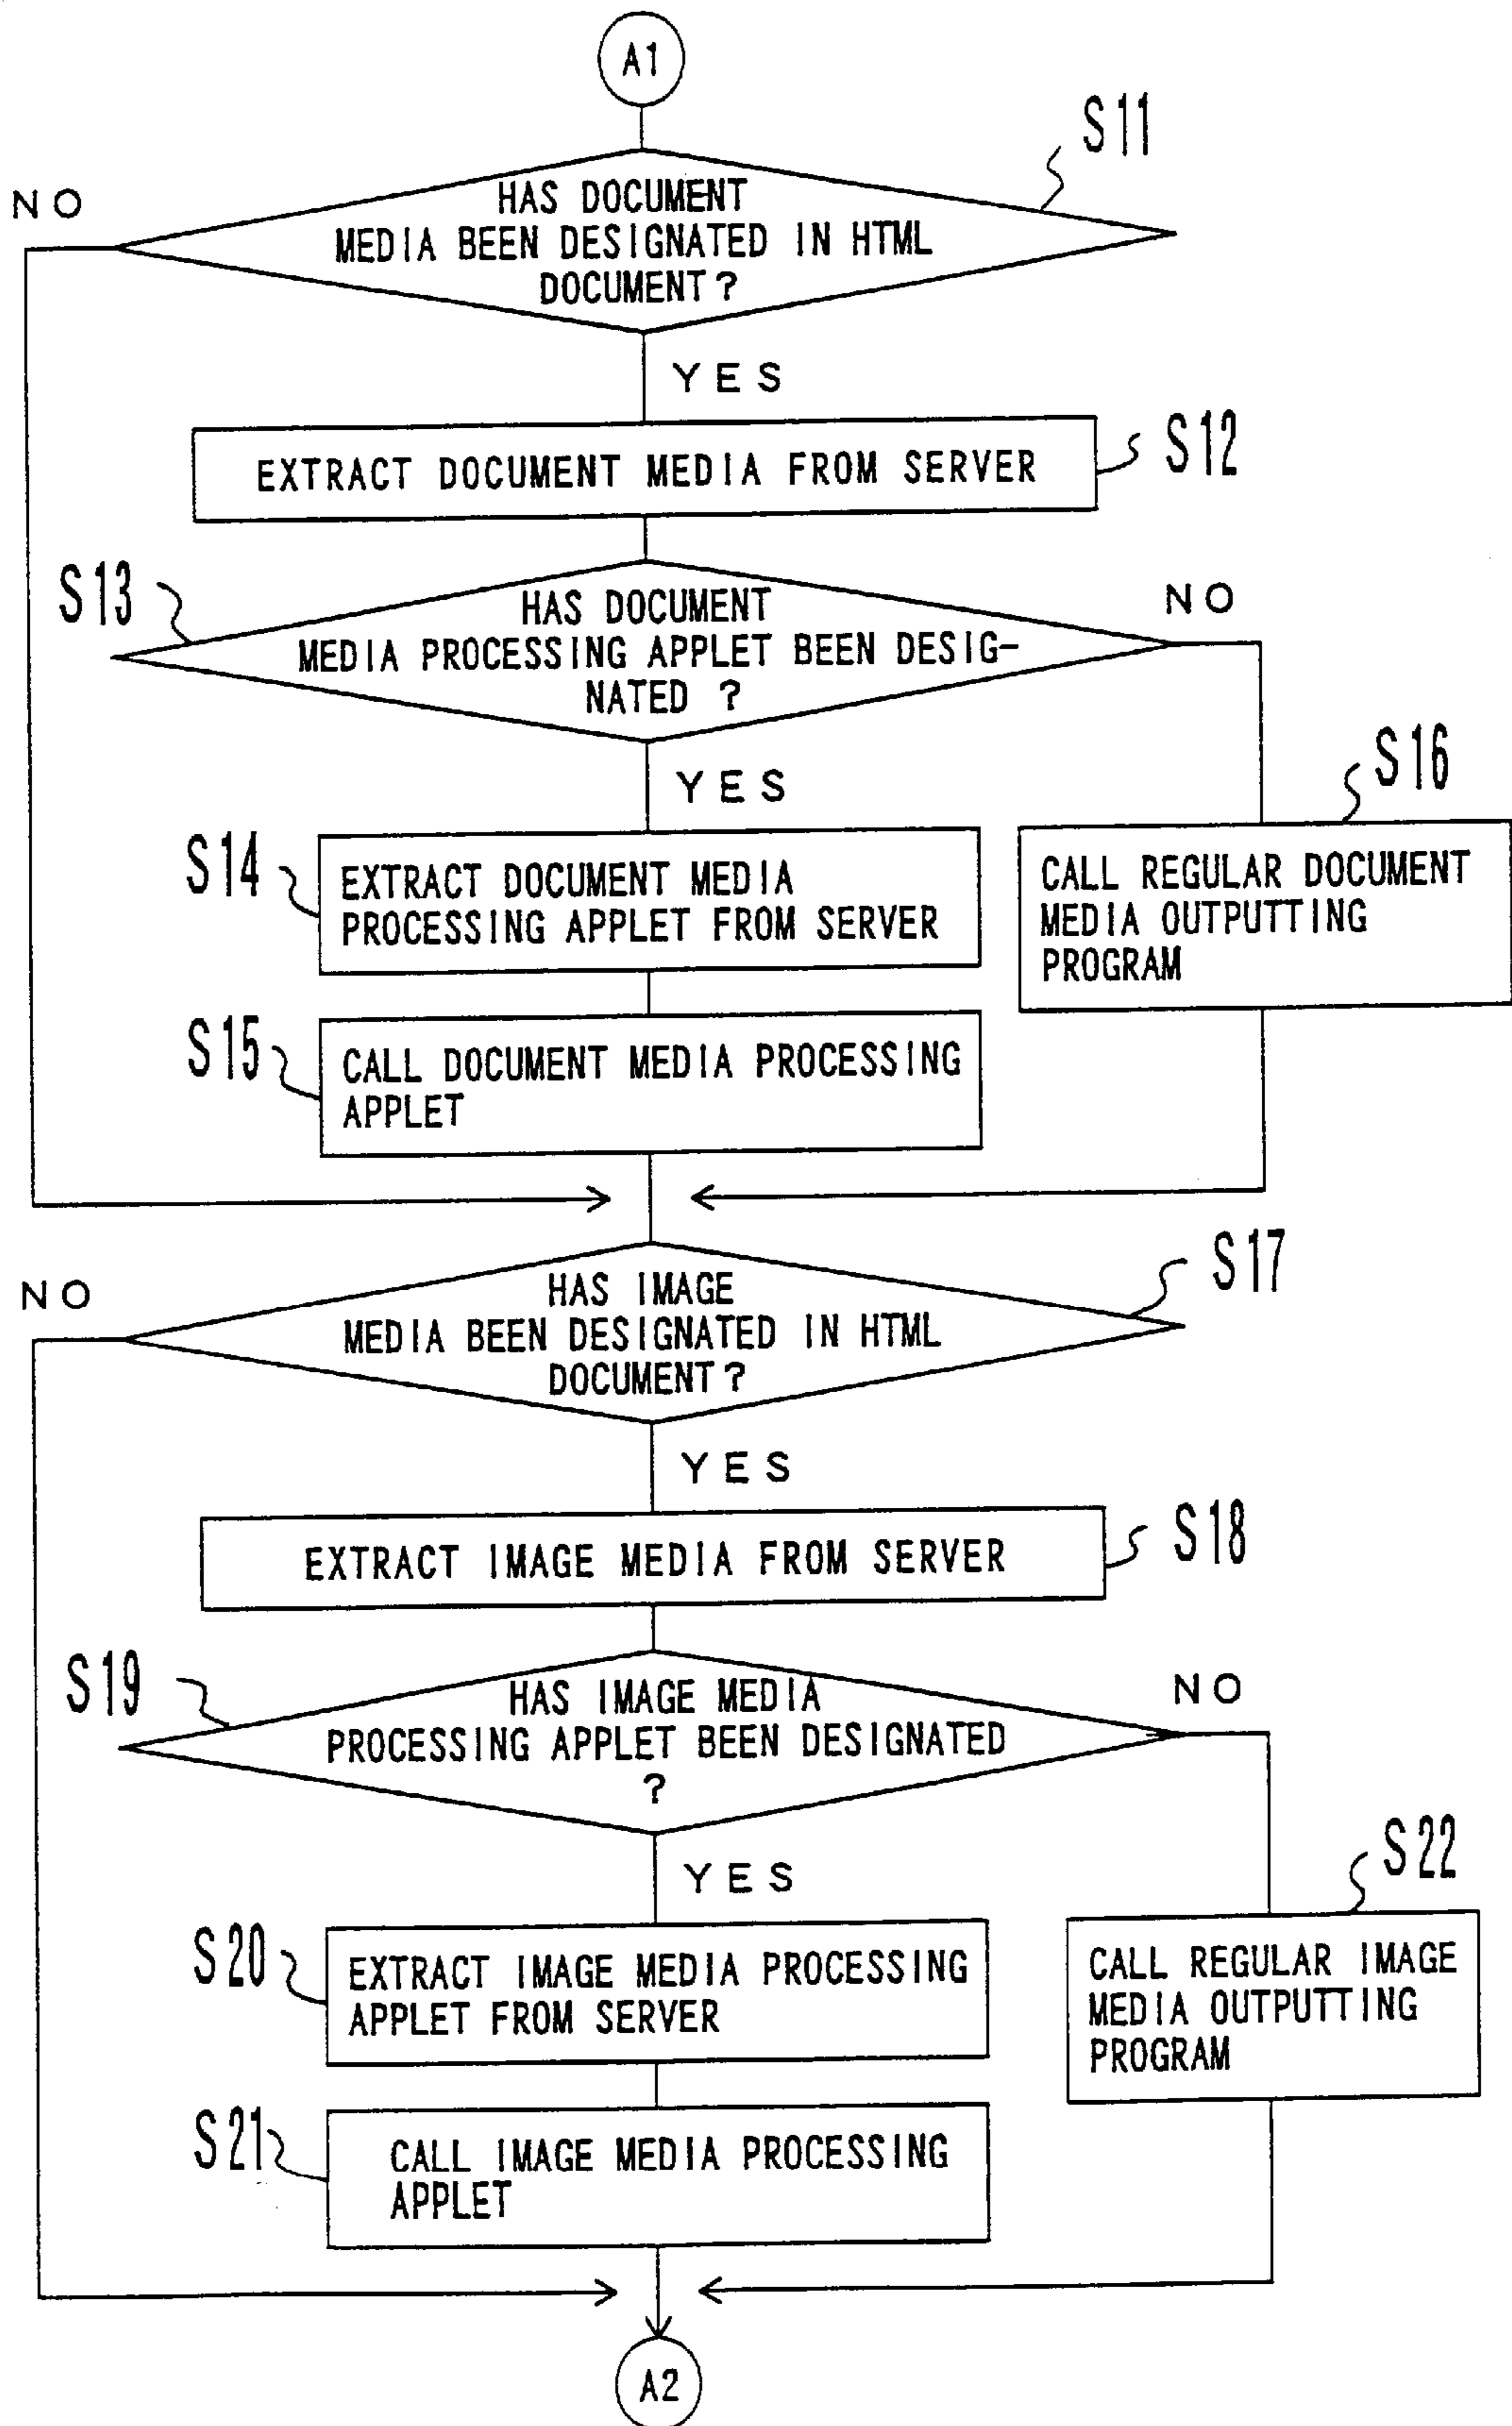 A1
S11
NO
HAS DOCUMENT
MEDIA BEEN DESIGNATED IN HTML
DOCUMENT?
YES
S12
EXTRACT DOCUMENT MEDIA FROM SERVER
S13
HAS DOCUMENT
MEDIA PROCESSING APPLET BEEN DESIG-
NATED ?
NO
YES
S14
EXTRACT DOCUMENT MEDIA
PROCESSING APPLET FROM SERVER
S16
CALL REGULAR DOCUMENT
MEDIA OUTPUTTING
PROGRAM
S15
CALL DOCUMENT MEDIA PROCESSING
APPLET
S17
NO
HAS IMAGE
MEDIA BEEN DESIGNATED IN HTML
DOCUMENT?
YES
S18
EXTRACT IMAGE MEDIA FROM SERVER
S19
HAS IMAGE MEDIA
PROCESSING APPLET BEEN DESIGNATED
?
NO
YES
S20
EXTRACT IMAGE MEDIA PROCESSING
APPLET FROM SERVER
S22
CALL REGULAR IMAGE
MEDIA OUTPUTTING
PROGRAM
S21
CALL IMAGE MEDIA PROCESSING
APPLET
A2